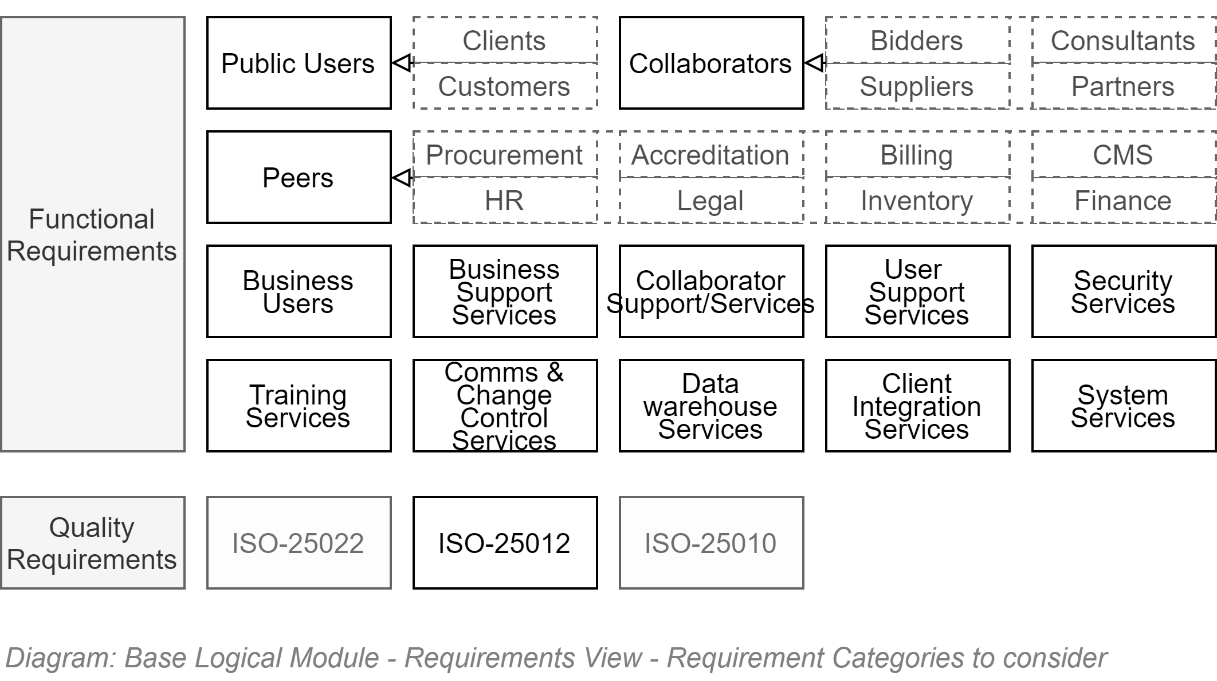 Functional
Requirements
Public Users
Clients
Customers
Collaborators
Bidders
Suppliers
Consultants
Partners
Peers
Procurement
HR
Accreditation
Legal
Billing
Inventory
CMS
Finance
Business
Users
Business
Support
Services
Collaborator
Support/Services
User
Support
Services
Security
Services
Training
Services
Comms &
Change
Control
Services
Data
warehouse
Services
Client
Integration
Services
System
Services
Quality
Requirements
ISO-25022
ISO-25012
ISO-25010
Diagram: Base Logical Module - Requirements View - Requirement Categories to consider